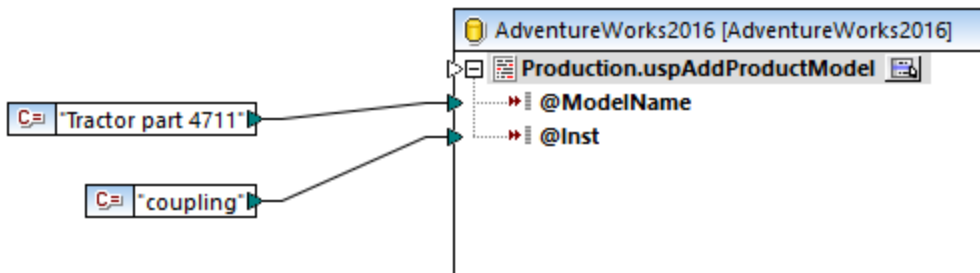 AdventureWorks2016 [AdventureWorks2016]
Production.uspAddProductModel
C= "Tractor part 4711"
@ModelName
@Inst
C= "coupling"